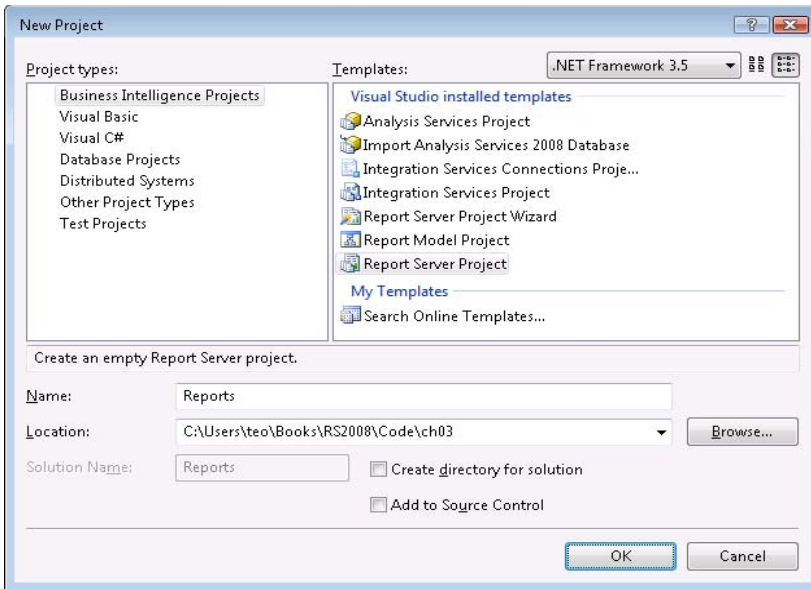 New Project
Project types:
Templates:
.NET Framework 3.5
Business Intelligence Projects
Visual Basic
Visual C#
Database Projects
Distributed Systems
Other Project Types
Test Projects
Visual Studio installed templates
Analysis Services Project
Import Analysis Services 2008 Database
Integration Services Connections Proje...
Integration Services Project
Report Server Project Wizard
Report Model Project
Report Server Project
My Templates
Search Online Templates...
Create an empty Report Server project.
Name:
Reports
Location:
C:\Users\teo\Books\RS2008\Code\ch03
Browse...
Solution Name:
Reports
Create directory for solution
Add to Source Control
OK
Cancel